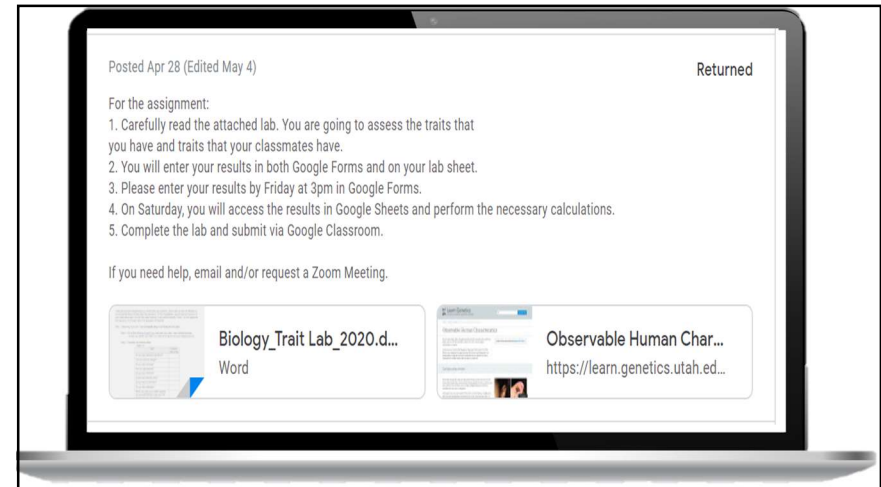 Posted Apr 28 (Edited May 4)
Returned
For the assignment:
1. Carefully read the attached lab. You are going to assess the traits that
you have and traits that your classmates have.
2. You will enter your results in both Google Forms and on your lab sheet.
3. Please enter your results by Friday at 3pm in Google Forms.
4. On Saturday, you will access the results in Google Sheets and perform the necessary calculations.
5. Complete the lab and submit via Google Classroom.
If you need help, email and/or request a Zoom Meeting.
Biology_Trait Lab_2020.d...
Word
Learn.Genetics
Observable Human Characteristics
Observable Human Char...
https://learn.genetics.utah.ed...